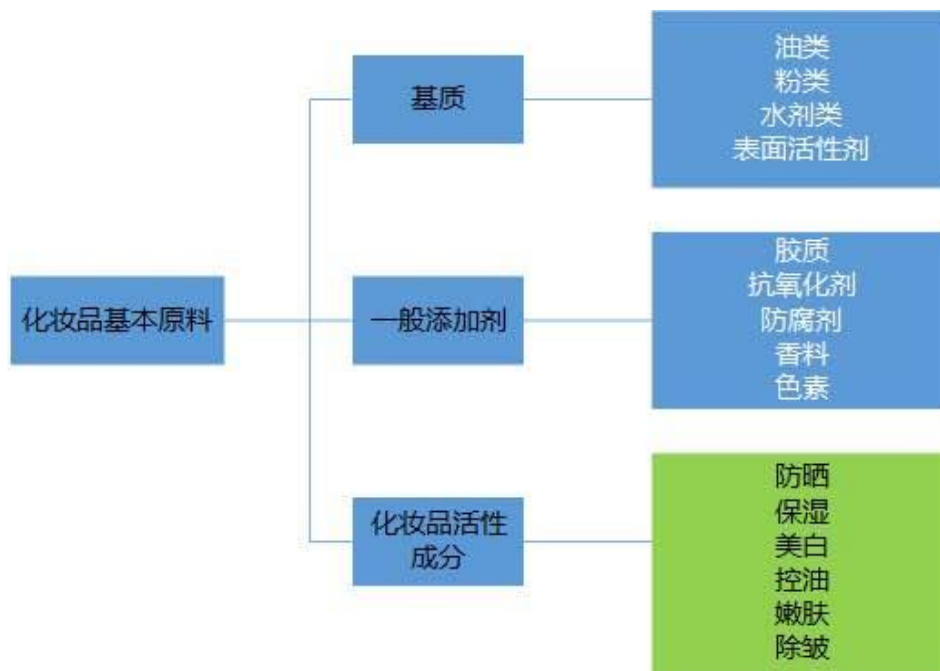 化妆品基本原料
基质
油类
粉类
水剂类
表面活性剂
一般添加剂
胶质
抗氧化剂
防腐剂
香料
色素
化妆品活性
成分
防晒
保湿
美白
控油
嫩肤
除皱